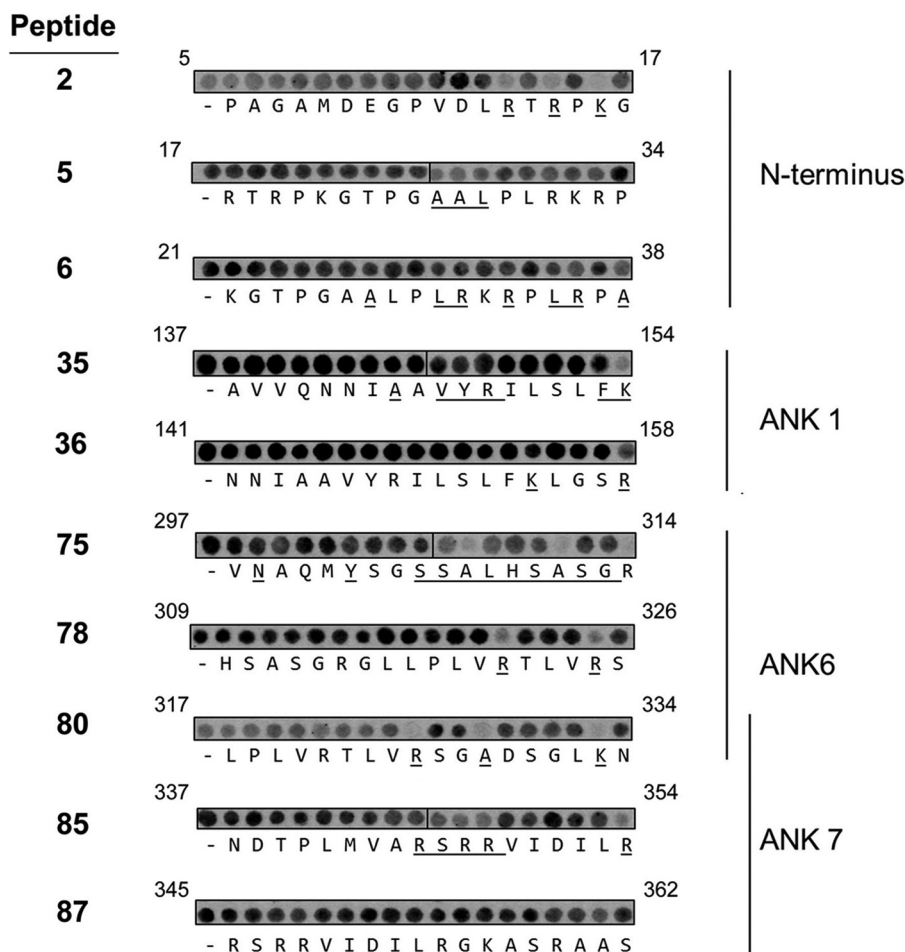 Peptide
5 17
2
- P A G A M D E G P V D L R T R P K G
17 34
5
- R T R P K G T P G A A L P L R K R P
N-terminus
21 38
6
- K G T P G A A L P L R K R P L R P A
137 154
35
- A V V Q N N I A A V Y R I L S L F K
ANK 1
141 158
36
- N N I A A V Y R I L S L F K L G S R
297 314
75
- V N A Q M Y S G S S A L H S A S G R
309 326
78
- H S A S G R G L L P L V R T L V R S
ANK6
317 334
80
- L P L V R T L V R S G A D S G L K N
337 354
85
- N D T P L M V A R S R R V I D I L R
ANK 7
345 362
87
- R S R R V I D I L R G K A S R A A S